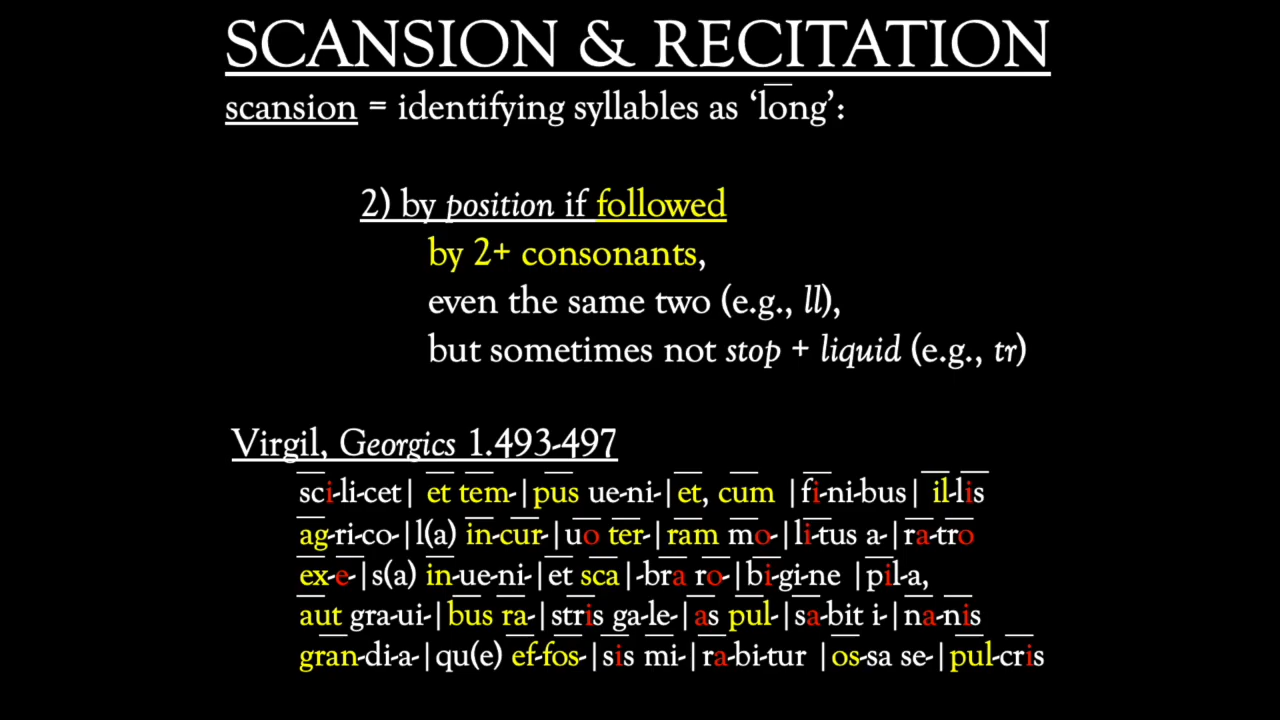 SCANSION & RECITATION
scansion = identifying syllables as ‘long’:
2) by position if followed
by 2+ consonants,
even the same two (e.g., ll),
but sometimes not stop + liquid (e.g., tr)
Virgil, Georgics 1.493-497
sci-li-cet| et tem-|pus ue-ni-|et, cum |fi-ni-bus| il-lis
ag-ri-co-|l(a) in-cur-|uo ter-|ram mo-|li-tus a-|ra-tro
ex-e-|s(a) in-ue-ni-|et sca|-bra ro-|bi-gi-ne |pil-a,
aut gra-ui-|bus ra-|stris ga-le-|as pul-|sa-bit i-|na-nis
gran-di-a-|qu(e) ef-fos-|sis mi-|ra-bi-tur |os-sa se-|pul-cris